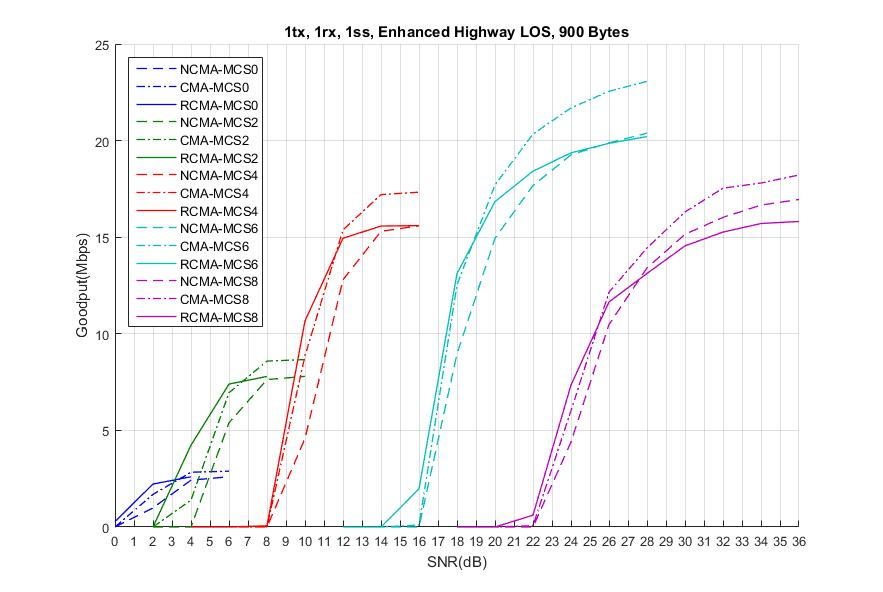 1tx, 1rx, 1ss, Enhanced Highway LOS, 900 Bytes
25
20
15
10
5
0
Goodput(Mbps)
NCMA-MCS0
CMA-MCS0
RCMA-MCS0
NCMA-MCS2
CMA-MCS2
RCMA-MCS2
NCMA-MCS4
CMA-MCS4
RCMA-MCS4
NCMA-MCS6
CMA-MCS6
RCMA-MCS6
NCMA-MCS8
CMA-MCS8
RCMA-MCS8
0 1 2 3 4 5 6 7 8 9 10 11 12 13 14 15 16 17 18 19 20 21 22 23 24 25 26 27 28 29 30 31 32 33 34 35 36
SNR(dB)